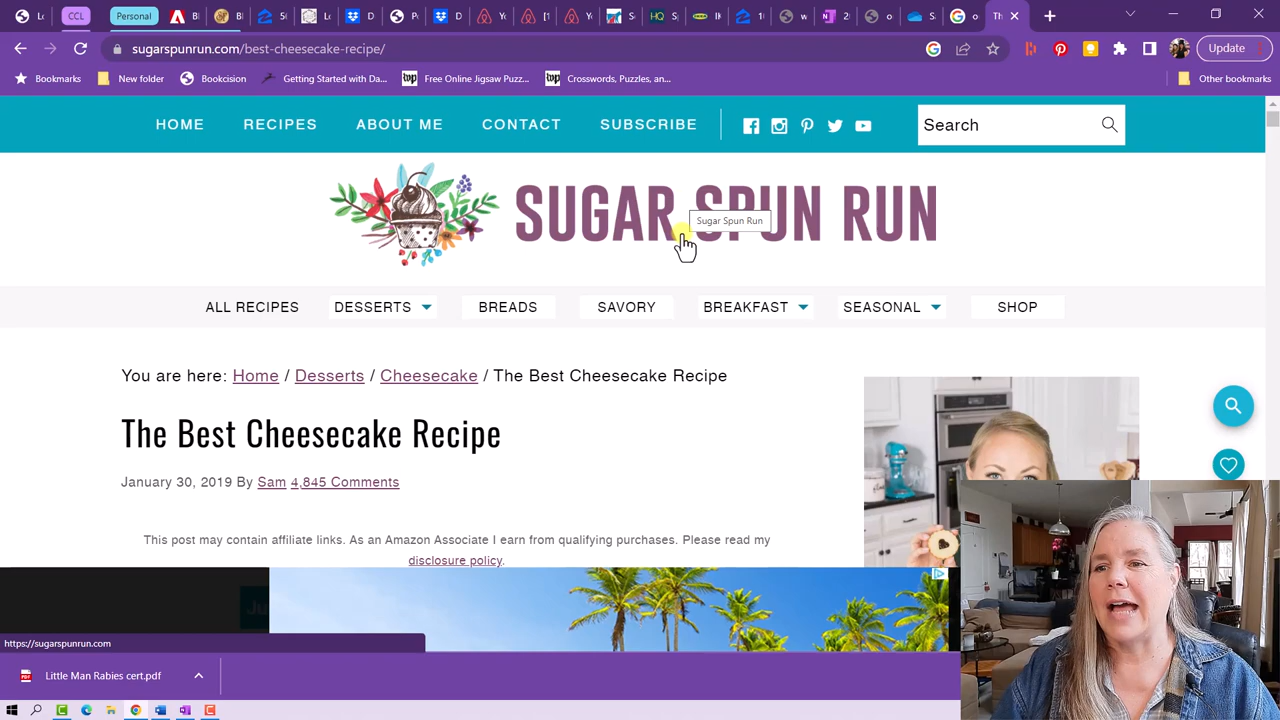 CCL
Personal
sugarspunrun.com/best-cheesecake-recipe/
Update
Bookmarks
New folder
Bookcision
Getting Started with Da...
Free Online Jigsaw Puzz...
Crosswords, Puzzles, an...
Other bookmarks
HOME
RECIPES
ABOUT ME
CONTACT
SUBSCRIBE
Search
SUGAR SPUN RUN
Sugar Spun Run
ALL RECIPES
DESSERTS
BREADS
SAVORY
BREAKFAST
SEASONAL
SHOP
You are here: Home / Desserts / Cheesecake / The Best Cheesecake Recipe
The Best Cheesecake Recipe
January 30, 2019 By Sam 4,845 Comments
This post may contain affiliate links. As an Amazon Associate I earn from qualifying purchases. Please read my
disclosure policy.
https://sugarspunrun.com
Little Man Rabies cert.pdf